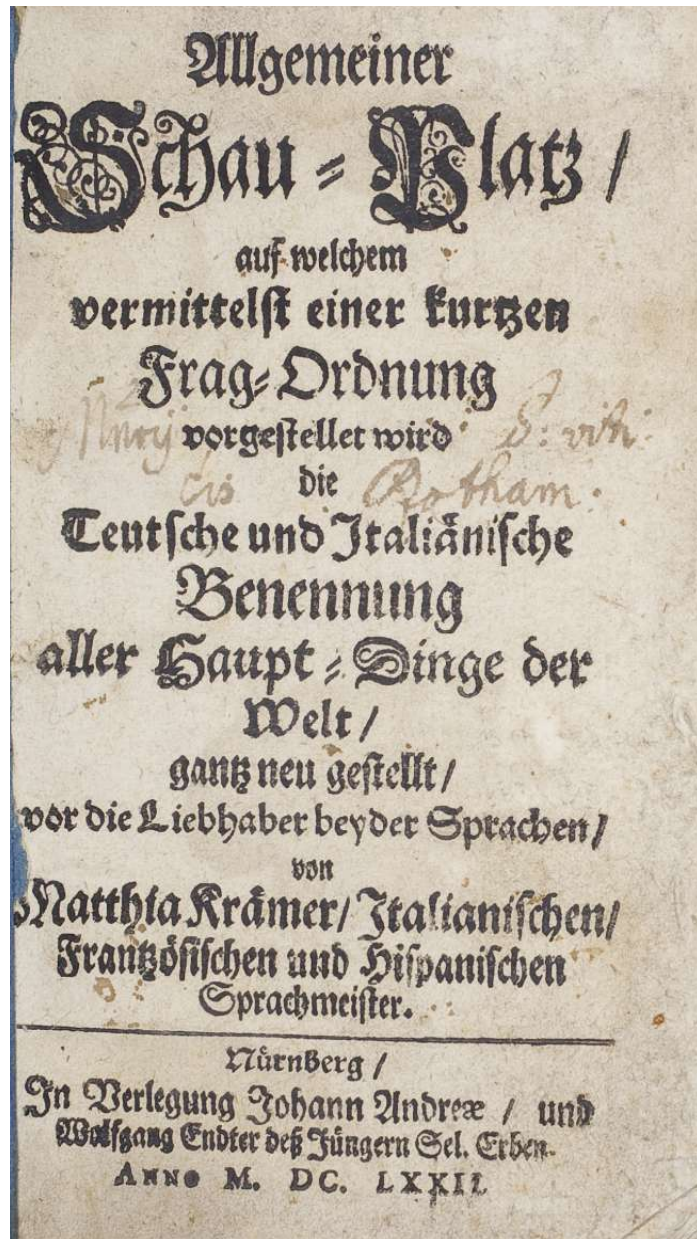 Allgemeiner
Schau-Platz /
auf welchem
vermittelst einer kurtzen
Frag-Ordnung
vorgestellet wird
die
Teutsche und Italiänische
Benennung
aller Haupt-Dinge der
Welt /
gantz neu gestellt /
vor die Liebhaber beyder Sprachen /
von
Matthia Krämer / Italianischen /
Frantzösischen und Hispanischen
Sprachmeister.
Nürnberg /
In Verlegung Johann Andreæ / und
Wolfgang Endter deß Jüngern Sel. Erben.
ANNO M. DC. LXXII.